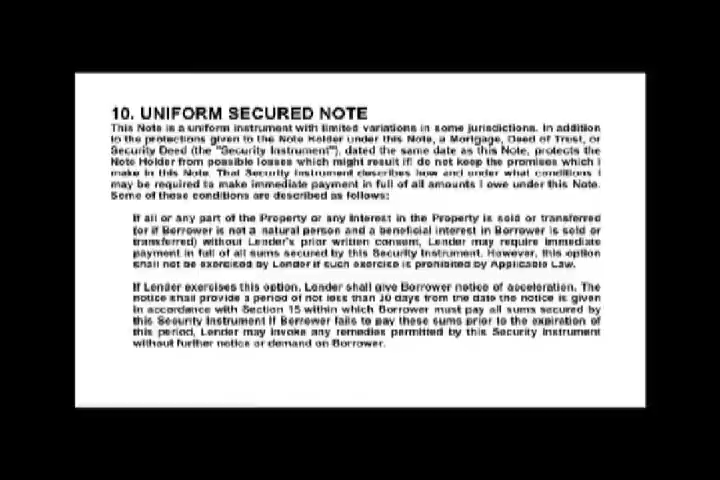 10. UNIFORM SECURED NOTE
This Note is a uniform instrument with limited variations in some jurisdictions. In addition
to the protections given to the Note Holder under this Note, a Mortgage, Deed of Trust, or
Security Deed (the "Security Instrument"), dated the same date as this Note, protects the
Note Holder from possible losses which might result if I do not keep the promises which I
make in this Note. That Security Instrument describes how and under what conditions I
may be required to make immediate payment in full of all amounts I owe under this Note.
Some of these conditions are described as follows:
If all or any part of the Property or any Interest in the Property is sold or transferred
(or if Borrower is not a natural person and a beneficial interest in Borrower is sold or
transferred) without Lender's prior written consent, Lender may require immediate
payment in full of all sums secured by this Security Instrument. However, this option
shall not be exercised by Lender if such exercise is prohibited by Applicable Law.
If Lender exercises this option, Lender shall give Borrower notice of acceleration. The
notice shall provide a period of not less than 30 days from the date the notice is given
in accordance with Section 15 within which Borrower must pay all sums secured by
this Security Instrument If Borrower fails to pay these sums prior to the expiration of
this period, Lender may invoke any remedies permitted by this Security Instrument
without further notice or demand on Borrower.